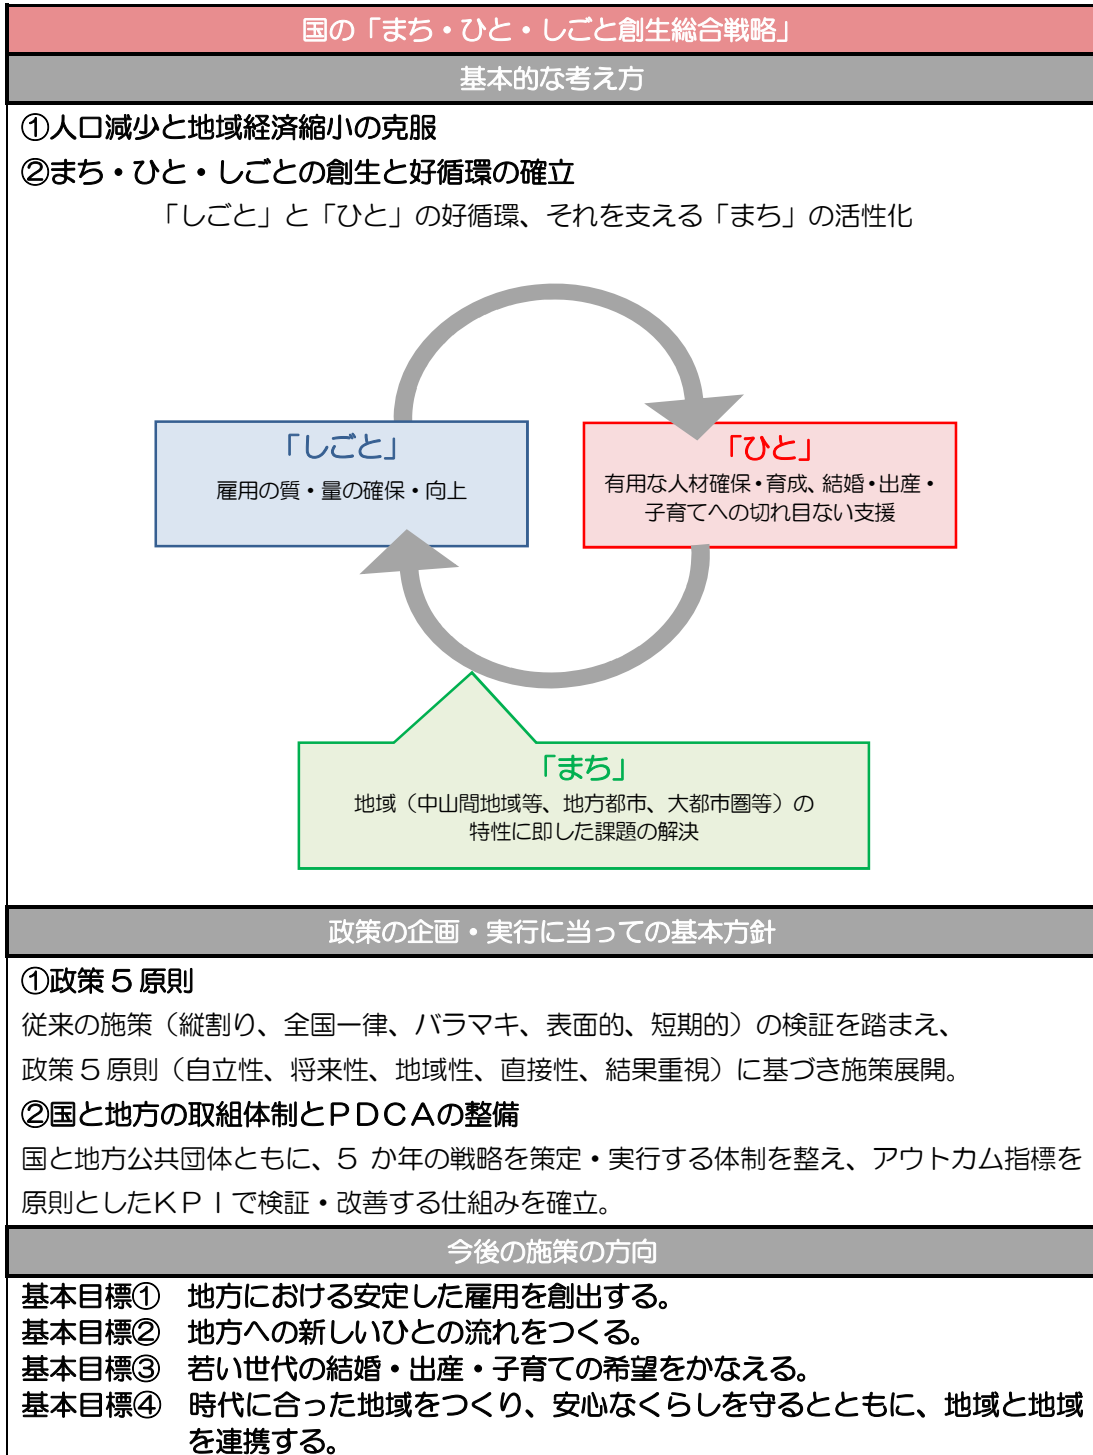 国の「まち・ひと・しごと創生総合戦略」
基本的な考え方
①人口減少と地域経済縮小の克服
②まち・ひと・しごとの創生と好循環の確立
「しごと」と「ひと」の好循環、それを支える「まち」の活性化
「しごと」
雇用の質・量の確保・向上
「ひと」
有用な人材確保・育成、結婚・出産・
子育てへの切れ目ない支援
「まち」
地域（中山間地域等、地方都市、大都市圏等）の
特性に即した課題の解決
政策の企画・実行に当っての基本方針
①政策５原則
従来の施策（縦割り、全国一律、バラマキ、表面的、短期的）の検証を踏まえ、
政策５原則（自立性、将来性、地域性、直接性、結果重視）に基づき施策展開。
②国と地方の取組体制とＰＤＣＡの整備
国と地方公共団体ともに、５ か年の戦略を策定・実行する体制を整え、アウトカム指標を
原則としたＫＰＩで検証・改善する仕組みを確立。
今後の施策の方向
基本目標①　地方における安定した雇用を創出する。
基本目標②　地方への新しいひとの流れをつくる。
基本目標③　若い世代の結婚・出産・子育ての希望をかなえる。
基本目標④　時代に合った地域をつくり、安心なくらしを守るとともに、地域と地域
を連携する。